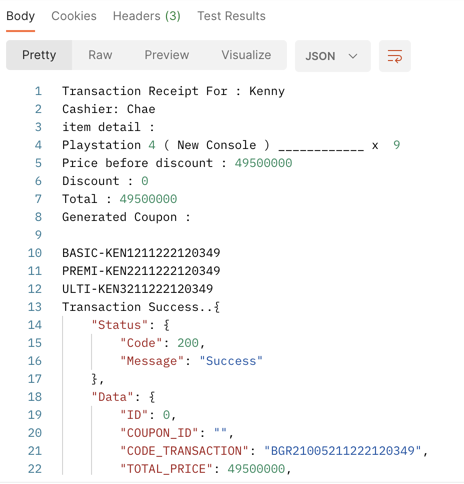 Body Cookies Headers (3) Test Results
Pretty Raw Preview Visualize JSON
1 Transaction Receipt For : Kenny
2 Cashier: Chae
3 item detail :
4 Playstation 4 ( New Console ) ____________ x 9
5 Price before discount : 49500000
6 Discount : 0
7 Total : 49500000
8 Generated Coupon :
9
10 BASIC-KEN1211222120349
11 PREMI-KEN2211222120349
12 ULTI-KEN3211222120349
13 Transaction Success..{
14 "Status": {
15 "Code": 200,
16 "Message": "Success"
17 },
18 "Data": {
19 "ID": 0,
20 "COUPON_ID": "",
21 "CODE_TRANSACTION": "BGR21005211222120349",
22 "TOTAL_PRICE": 49500000,